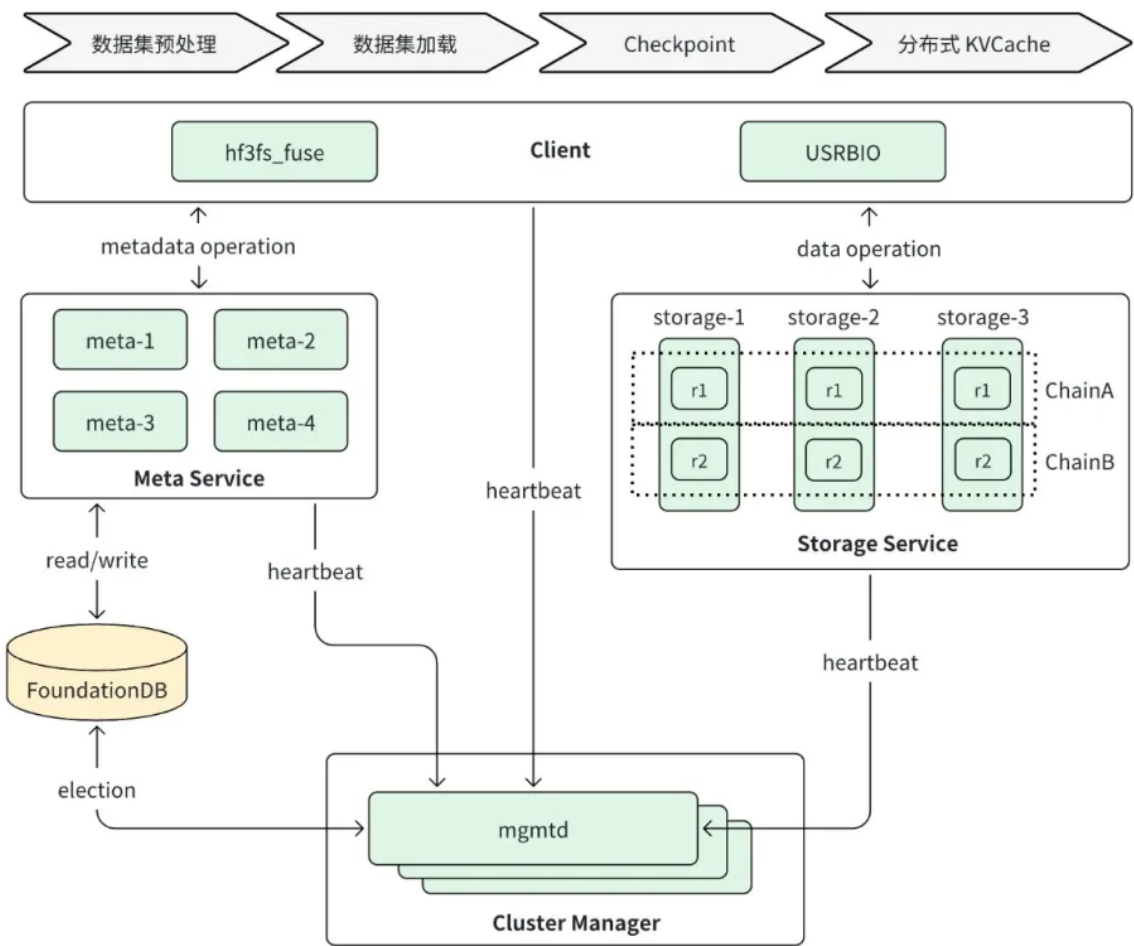 数据集预处理
数据集加载
Checkpoint
分布式 KVCache
hf3fs_fuse
Client
USRBIO
metadata operation
data operation
meta-1
meta-2
meta-3
meta-4
Meta Service
storage-1
storage-2
storage-3
r1
r1
r1
ChainA
r2
r2
r2
ChainB
Storage Service
heartbeat
read/write
heartbeat
heartbeat
FoundationDB
election
mgmtd
Cluster Manager